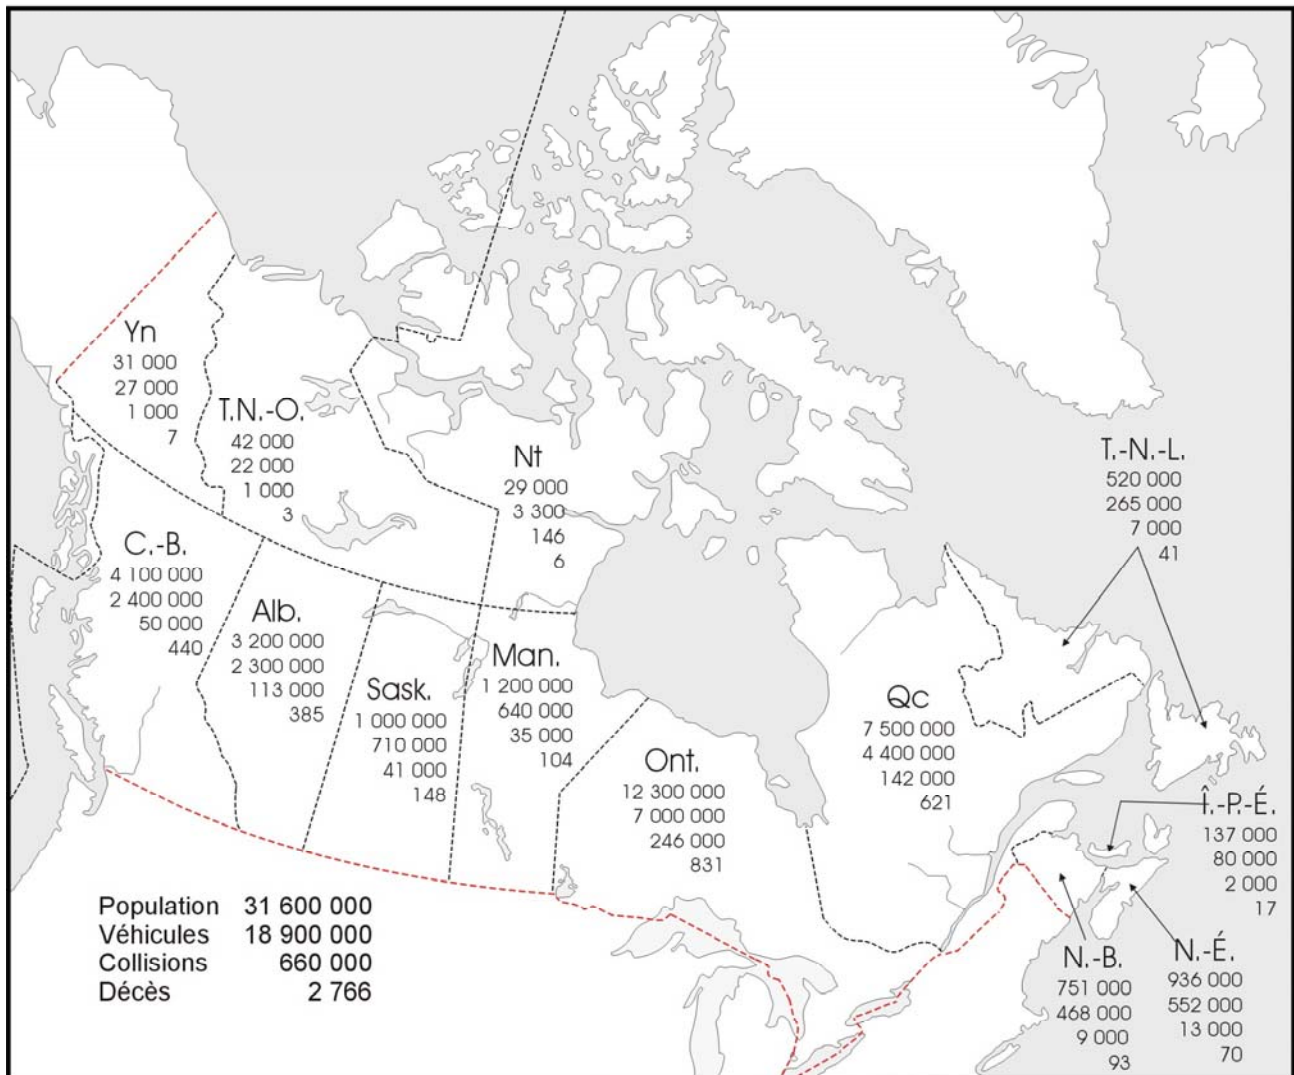 Yn
31 000
27 000
1 000
7
T.N.-O.
42 000
22 000
1 000
3
Nt
29 000
3 300
146
6
T.-N.-L.
520 000
265 000
7 000
41
C.-B.
4 100 000
2 400 000
50 000
440
Alb.
3 200 000
2 300 000
113 000
385
Sask.
1 000 000
710 000
41 000
148
Man.
1 200 000
640 000
35 000
104
Ont.
12 300 000
7 000 000
246 000
831
Qc
7 500 000
4 400 000
142 000
621
Î.-P.-É.
137 000
80 000
2 000
17
N.-B.
751 000
468 000
9 000
93
N.-É.
936 000
552 000
13 000
70
Population 31 600 000
Véhicules 18 900 000
Collisions 660 000
Décès 2 766